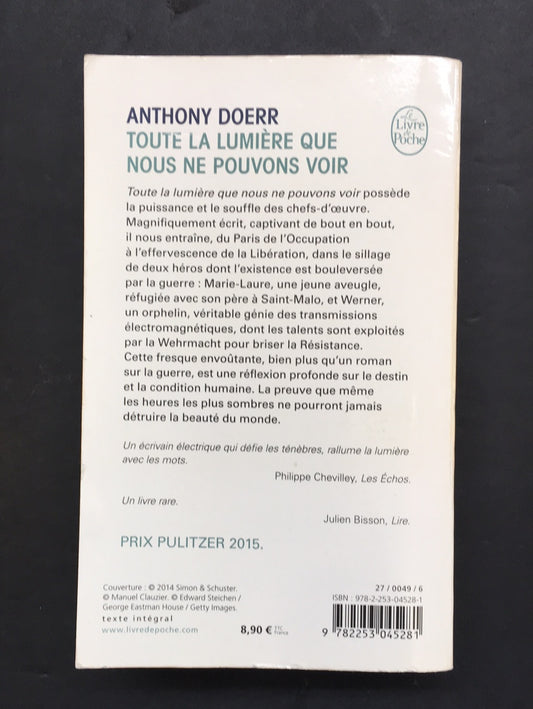 ANTHONY DOERR
Le
Livre
de
Poche
TOUTE LA LUMIÈRE QUE
NOUS NE POUVONS VOIR
Toute la lumière que nous ne pouvons voir possède
la puissance et le souffle des chefs-d'œuvre.
Magnifiquement écrit, captivant de bout en bout,
il nous entraîne, du Paris de l'Occupation
à l'effervescence de la Libération, dans le sillage
de deux héros dont l'existence est bouleversée
par la guerre : Marie-Laure, une jeune aveugle,
réfugiée avec son père à Saint-Malo, et Werner,
un orphelin, véritable génie des transmissions
électromagnétiques, dont les talents sont exploités
par la Wehrmacht pour briser la Résistance.
Cette fresque envoûtante, bien plus qu'un roman
sur la guerre, est une réflexion profonde sur le destin
et la condition humaine. La preuve que même
les heures les plus sombres ne pourront jamais
détruire la beauté du monde.
Un écrivain électrique qui défie les ténèbres, rallume la lumière
avec les mots.
Philippe Chevilley, Les Échos.
Un livre rare.
Julien Bisson, Lire.
PRIX PULITZER 2015.
Couverture : © 2014 Simon & Schuster.
© Manuel Clauzier. © Edward Steichen /
George Eastman House / Getty Images.
texte intégral
www.livredepoche.com
8,90 € TTC France
27 / 0049 / 6
ISBN : 978-2-253-04528-1
9 782253 045281